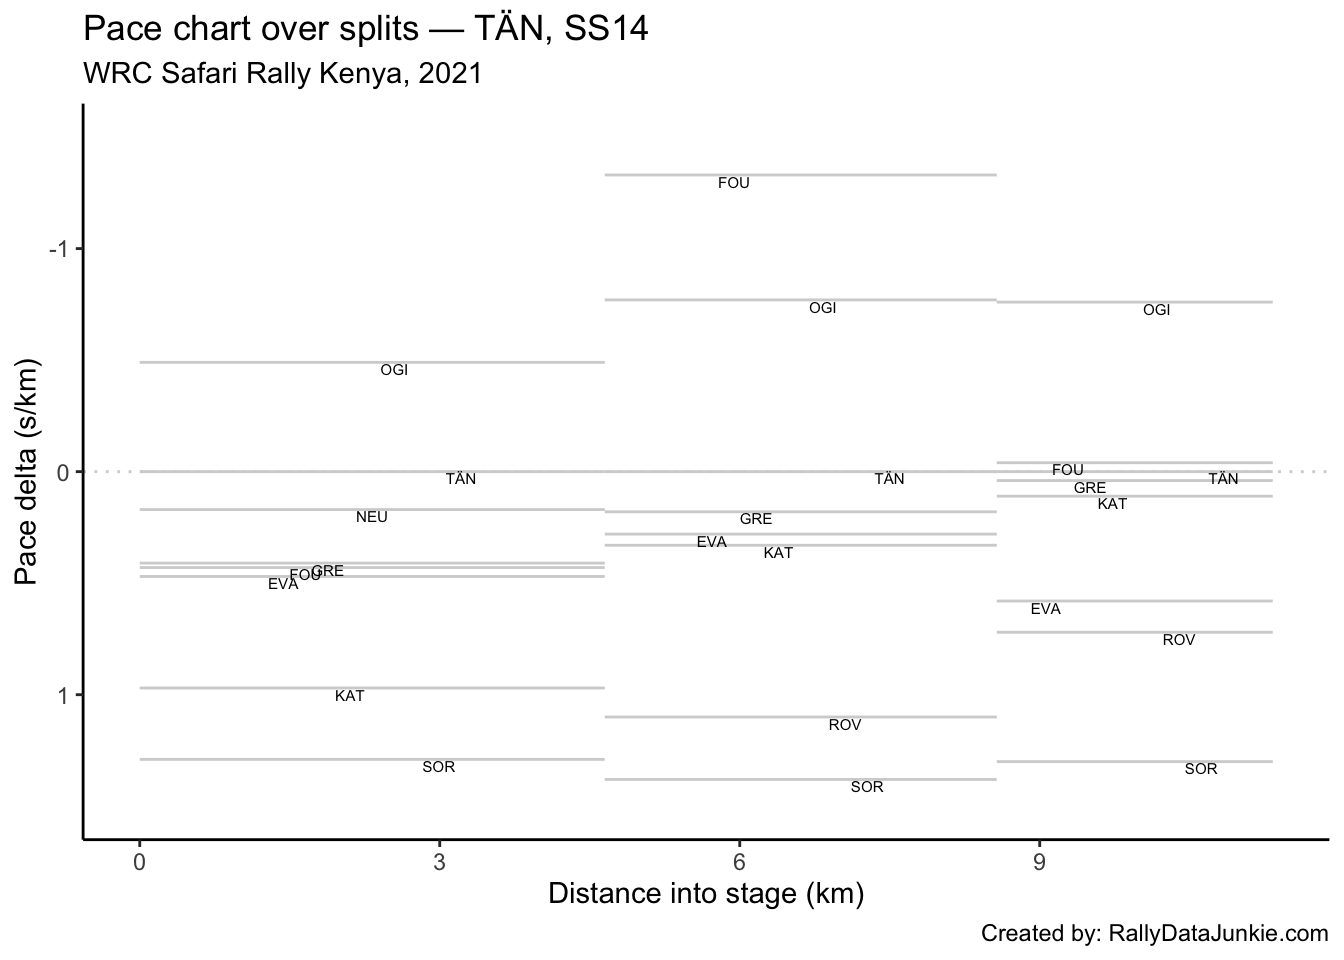 Pace chart over splits — TÄN, SS14
WRC Safari Rally Kenya, 2021
Pace delta (s/km)
-1
0
1
FOU
OGI
OGI
OGI
FOU
TÄN
TÄN
TÄN
GRE
KAT
NEU
GRE
EVA
KAT
GRE
FOU
EVA
EVA
ROV
KAT
ROV
SOR
SOR
SOR
0
3
6
9
Distance into stage (km)
Created by: RallyDataJunkie.com